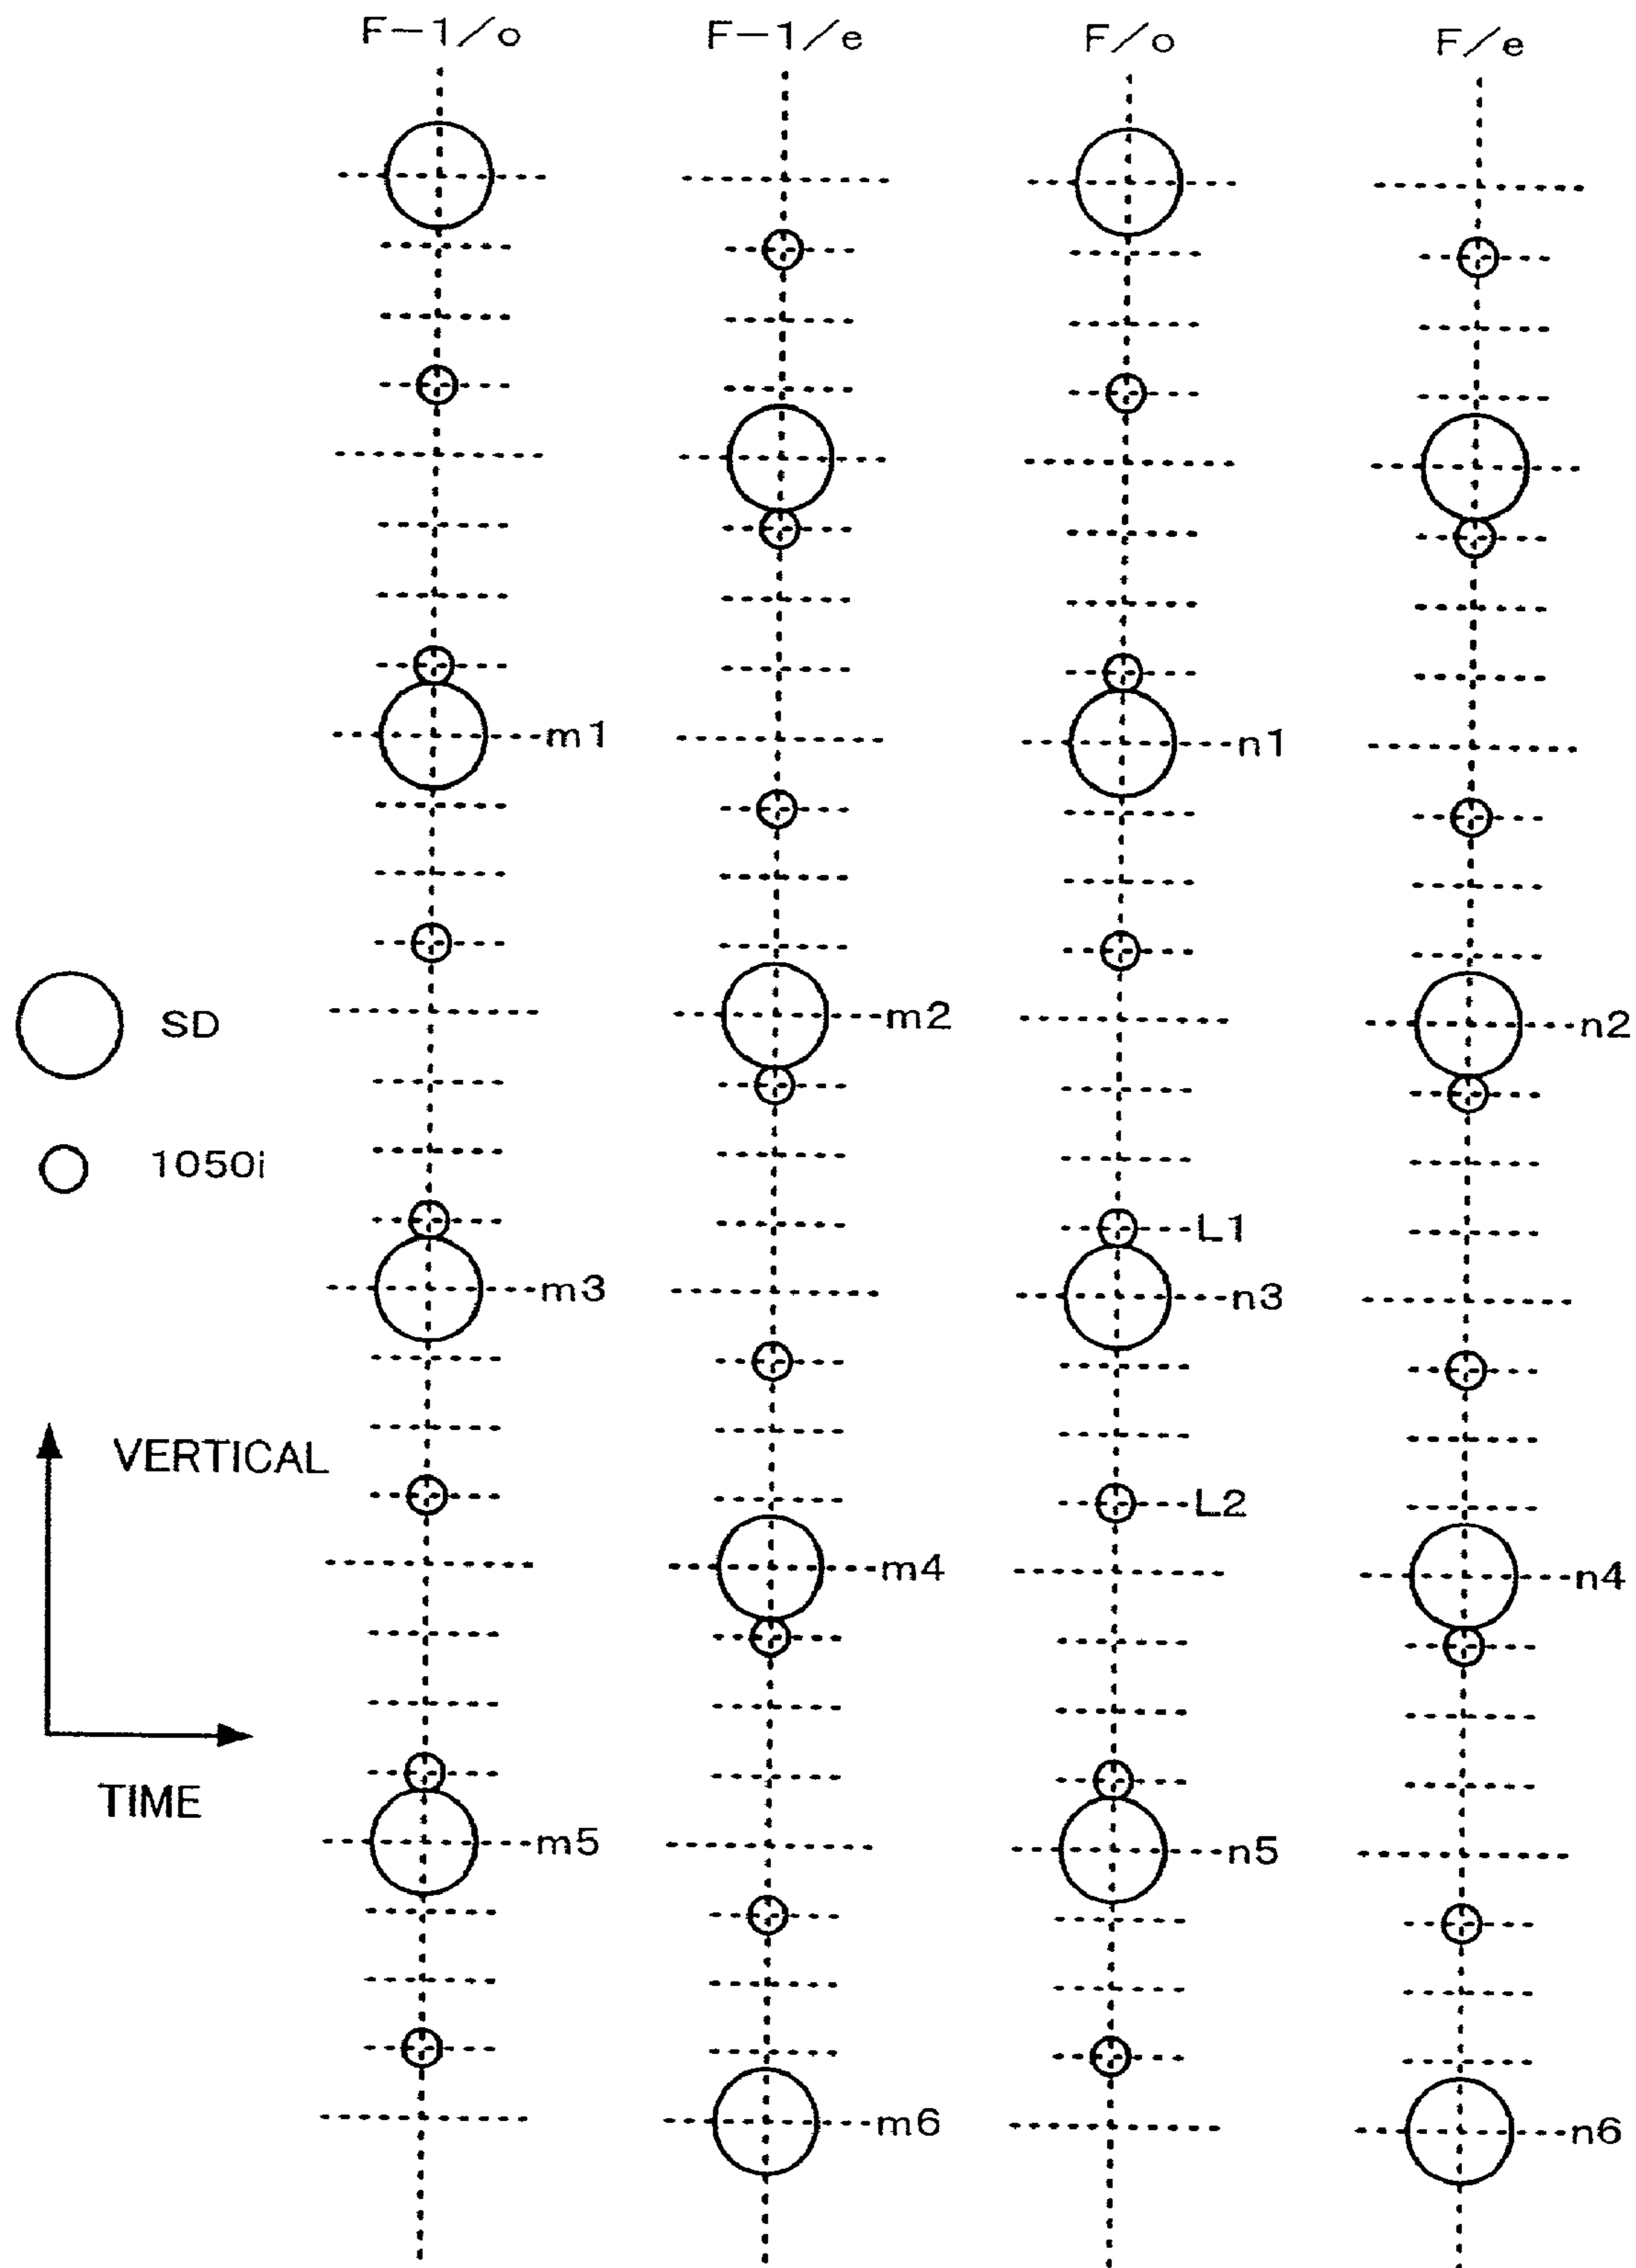 F-1/o F-1/e F/o F/e
m1 n1
SD m2 n2
1050i
L1
m3 n3
VERTICAL
L2
m4 n4
TIME
m5 n5
m6 n6